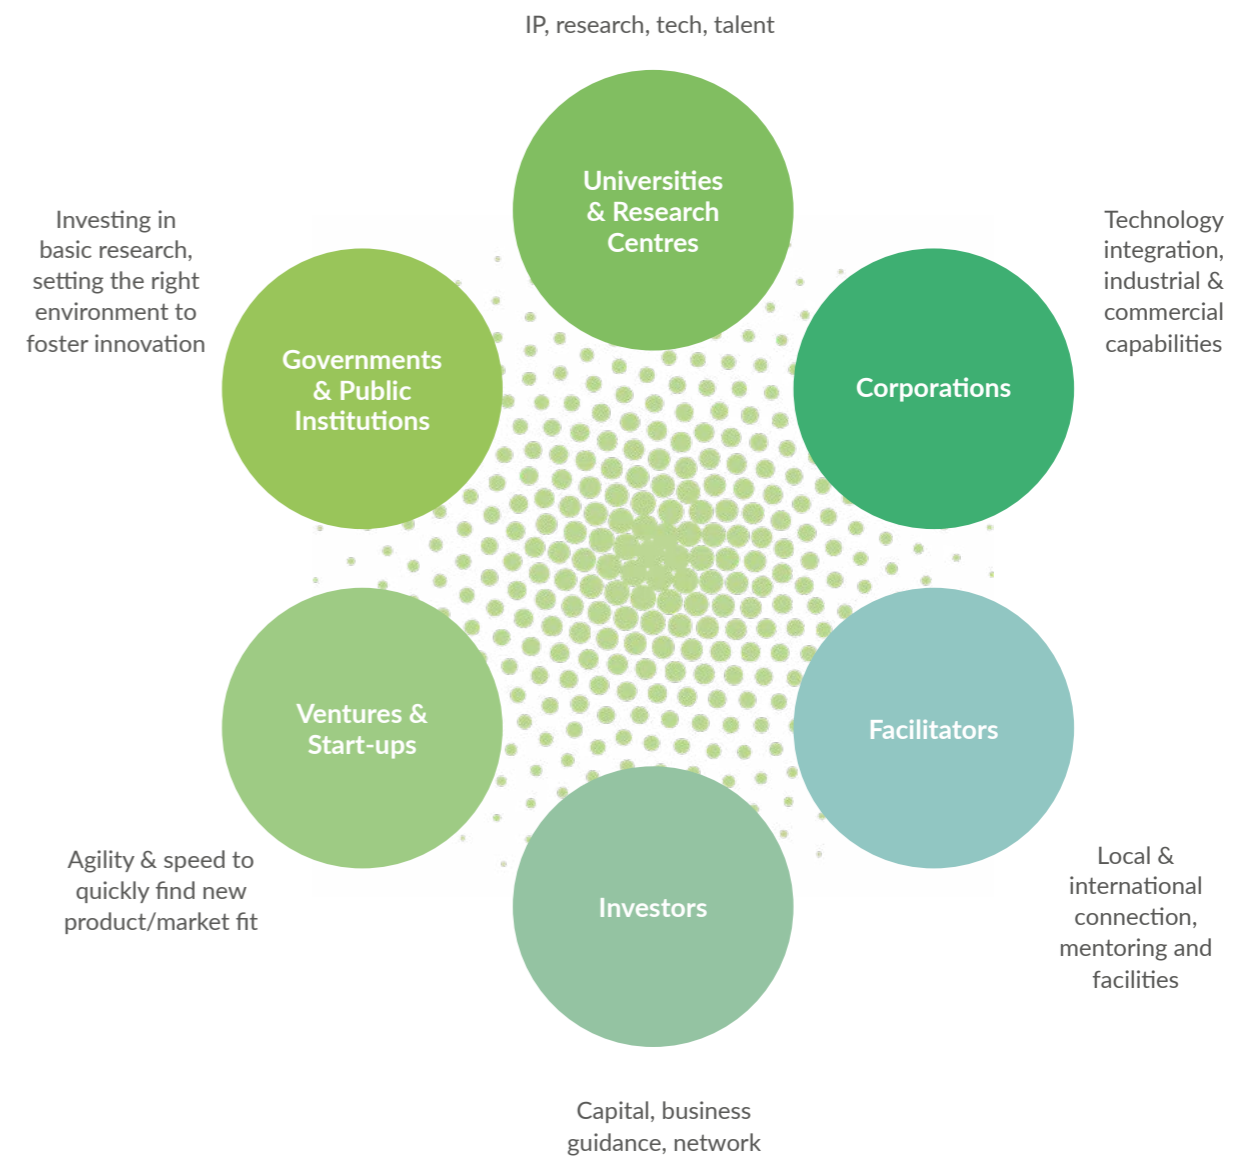 IP, research, tech, talent
Universities
& Research
Centres
Investing in
basic research,
setting the right
environment to
foster innovation
Governments
& Public
Institutions
Technology
integration,
industrial &
commercial
capabilities
Corporations
Ventures &
Start-ups
Agility & speed to
quickly find new
product/market fit
Facilitators
Local &
international
connection,
mentoring and
facilities
Investors
Capital, business
guidance, network